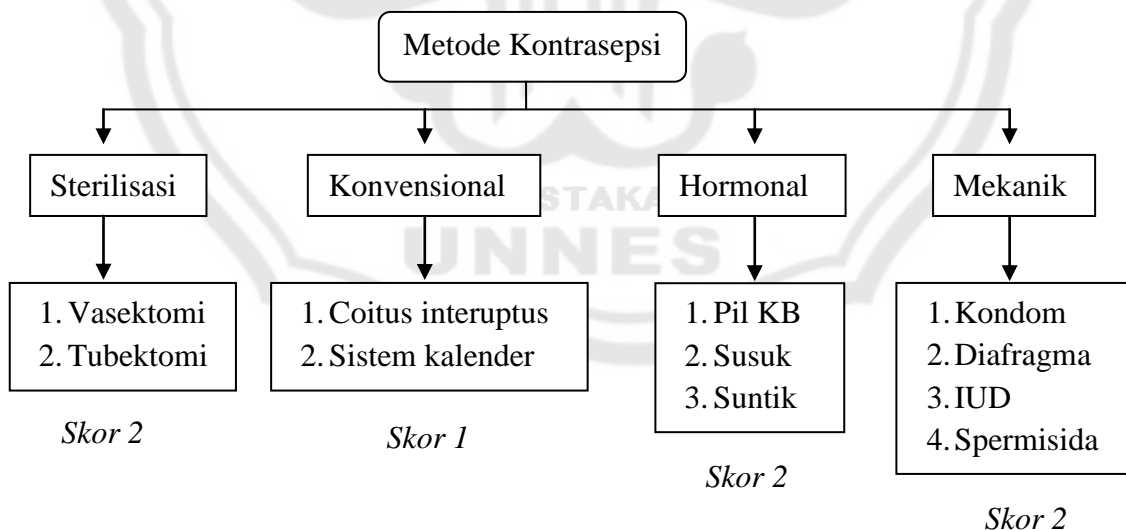 Metode Kontrasepsi
Sterilisasi
Konvensional
Hormonal
Mekanik
STAKA
UNNES
1. Vasektomi
2. Tubektomi
Skor 2
1. Coitus interuptus
2. Sistem kalender
Skor 1
1. Pil KB
2. Susuk
3. Suntik
Skor 2
1. Kondom
2. Diafragma
3. IUD
4. Spermisida
Skor 2